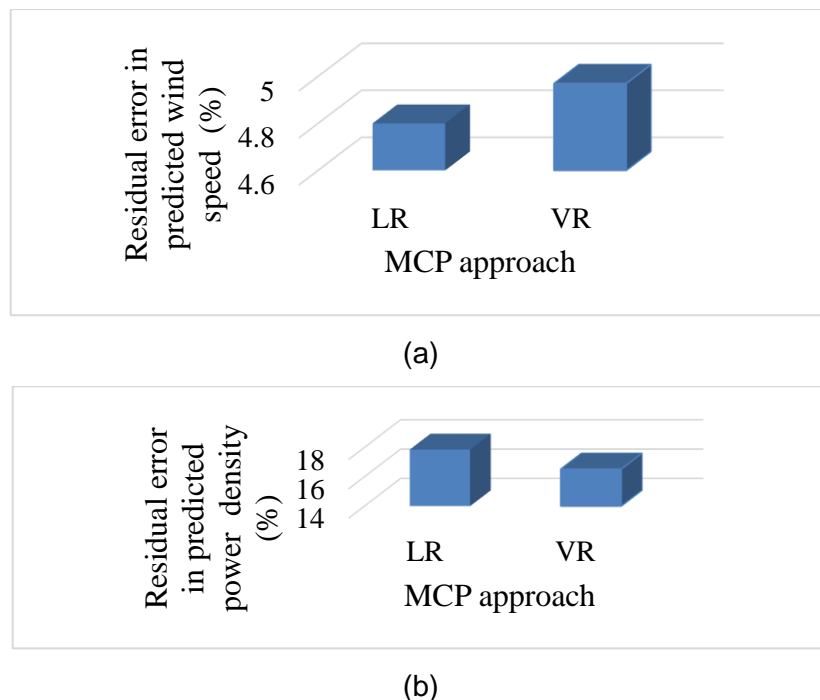 Residual error in
predicted wind
speed (%)
5
4.8
4.6
LR VR
MCP approach
(a)
Residual error
in predicted
power density
(%)
18
16
14
LR VR
MCP approach
(b)